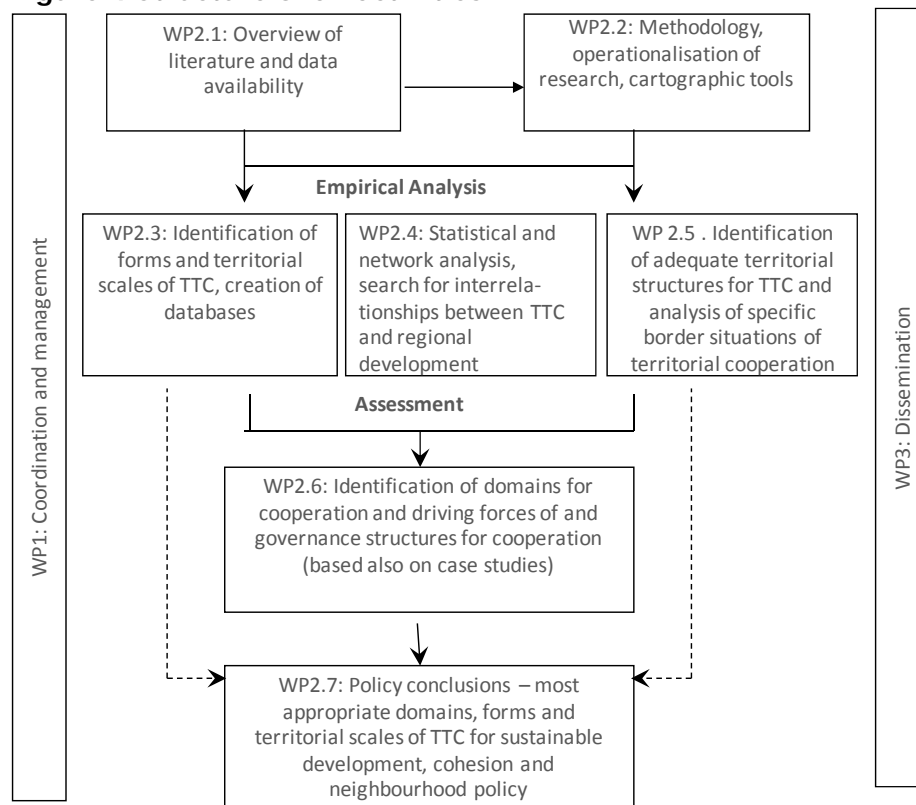 WP1: Coordination and management
WP2.1: Overview of
literature and data
availability
WP2.2: Methodology,
operationalisation of
research, cartographic tools
Empirical Analysis
WP2.3: Identification of
forms and territorial
scales of TTC, creation of
databases
WP2.4: Statistical and
network analysis,
search for interrela-
tionships between TTC
and regional
development
WP 2.5 . Identification
of adequate territorial
structures for TTC and
analysis of specific
border situations of
territorial cooperation
Assessment
WP2.6: Identification of domains for
cooperation and driving forces of and
governance structures for cooperation
(based also on case studies)
WP2.7: Policy conclusions – most
appropriate domains, forms and
territorial scales of TTC for sustainable
development, cohesion and
neighbourhood policy
WP3: Dissemination